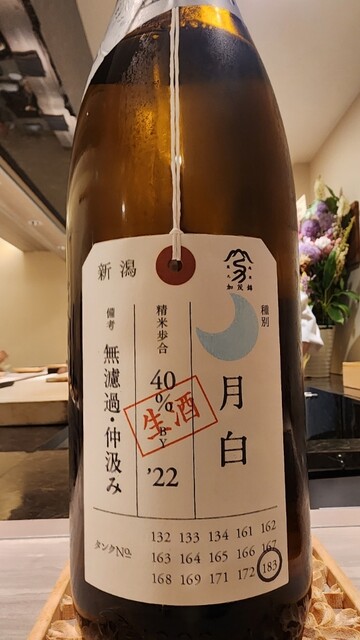 新潟
加茂錦
種別
月白
精米歩合
40%
BY
'22
生酒
備考
無濾過・仲汲み
タンクNo.
132 133 134 161 162
163 164 165 166 167
168 169 171 172 183